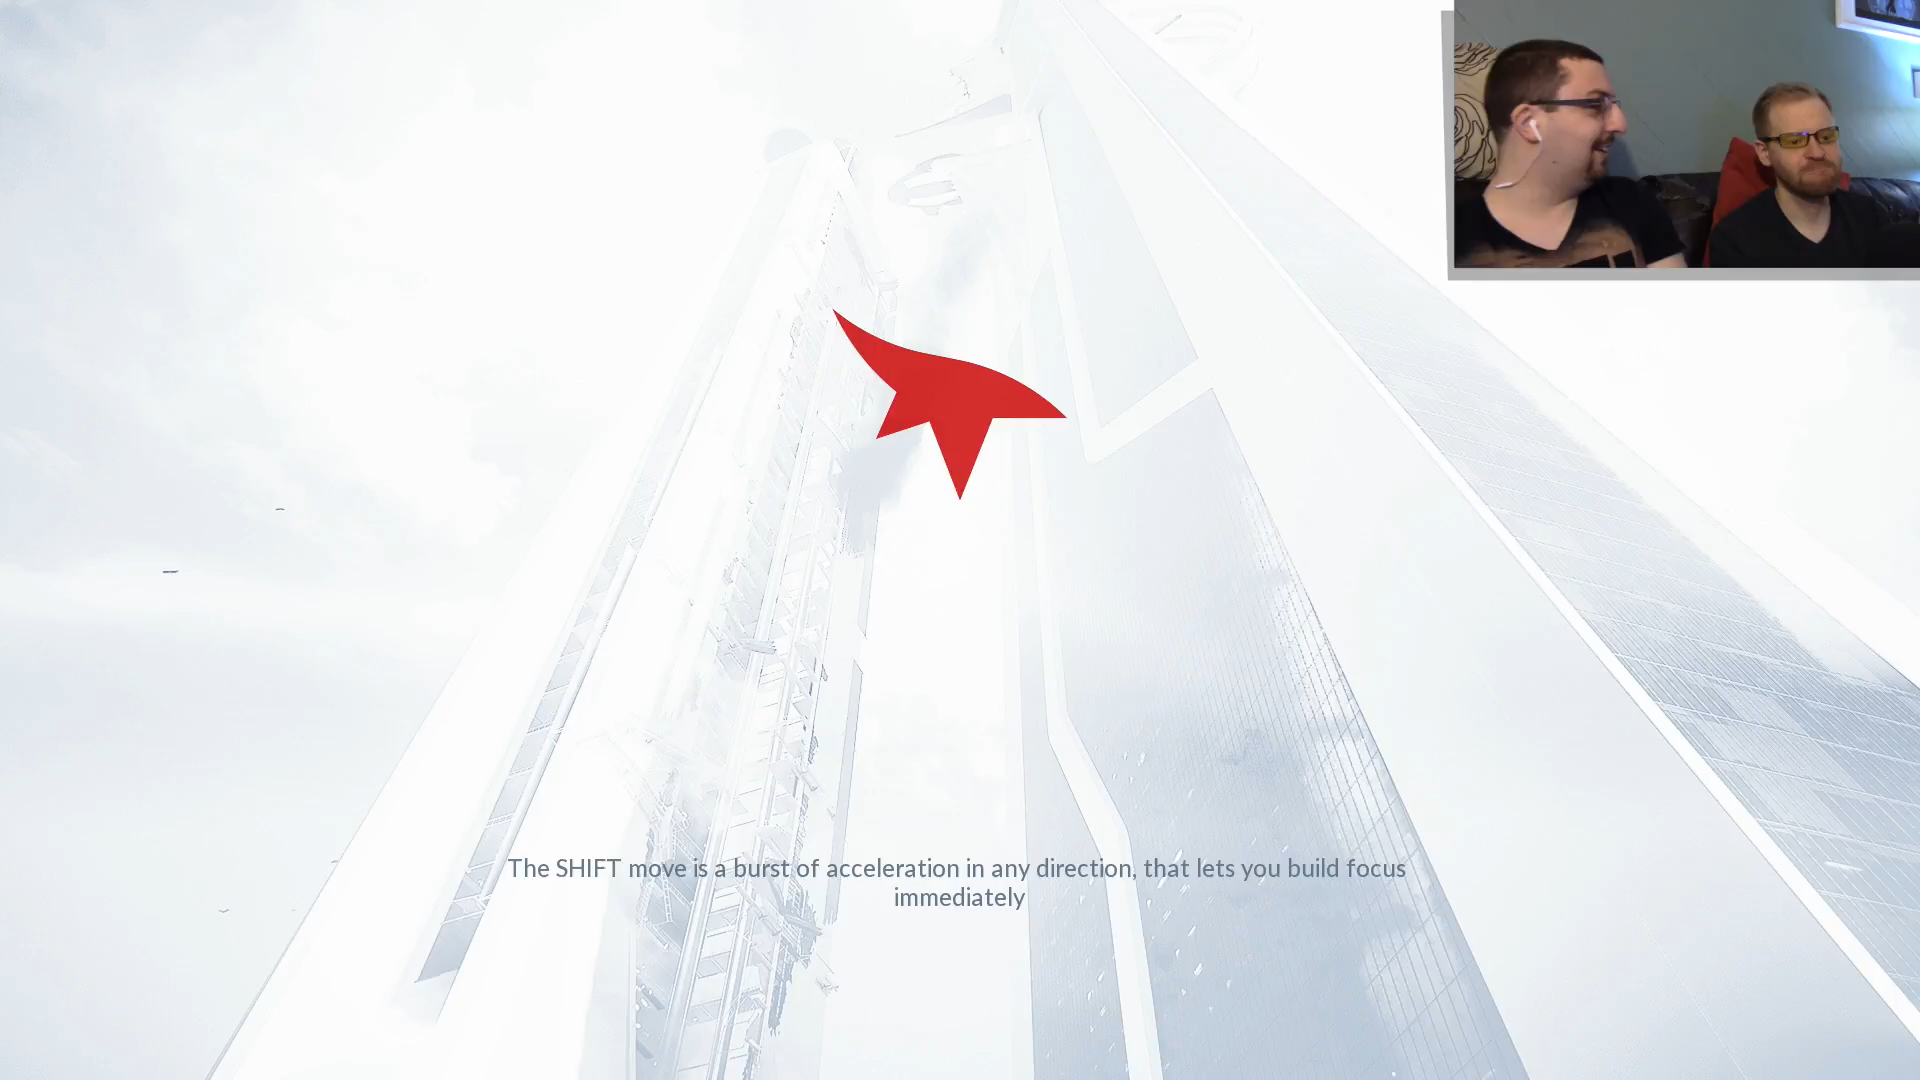 The SHIFT move is a burst of acceleration in any direction, that lets you build focus
immediately